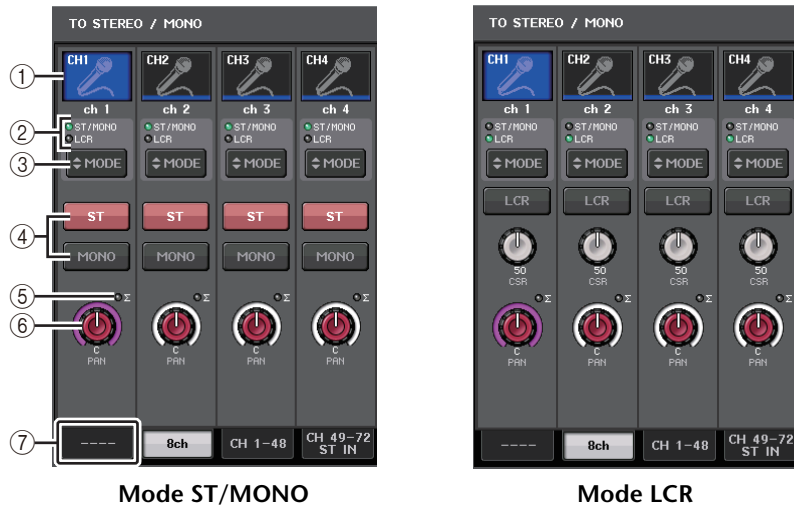 TO STEREO / MONO
CH1 CH2 CH3 CH4
ch 1 ch 2 ch 3 ch 4
ST/MONO ST/MONO ST/MONO ST/MONO
LCR LCR LCR LCR
MODE MODE MODE MODE
ST ST ST ST
MONO MONO MONO MONO
Σ Σ Σ Σ
C C C C
PAN PAN PAN PAN
---- 8ch CH 1-48 CH 49-72
ST IN
① 
②
③
④
⑤
⑥
⑦
Mode ST/MONO
TO STEREO / MONO
CH1 CH2 CH3 CH4
ch 1 ch 2 ch 3 ch 4
ST/MONO ST/MONO ST/MONO ST/MONO
LCR LCR LCR LCR
MODE MODE MODE MODE
LCR LCR LCR LCR
50 50 50 50
CSR CSR CSR CSR
Σ Σ Σ Σ
C C C C
PAN PAN PAN PAN
---- 8ch CH 1-48 CH 49-72
ST IN
Mode LCR